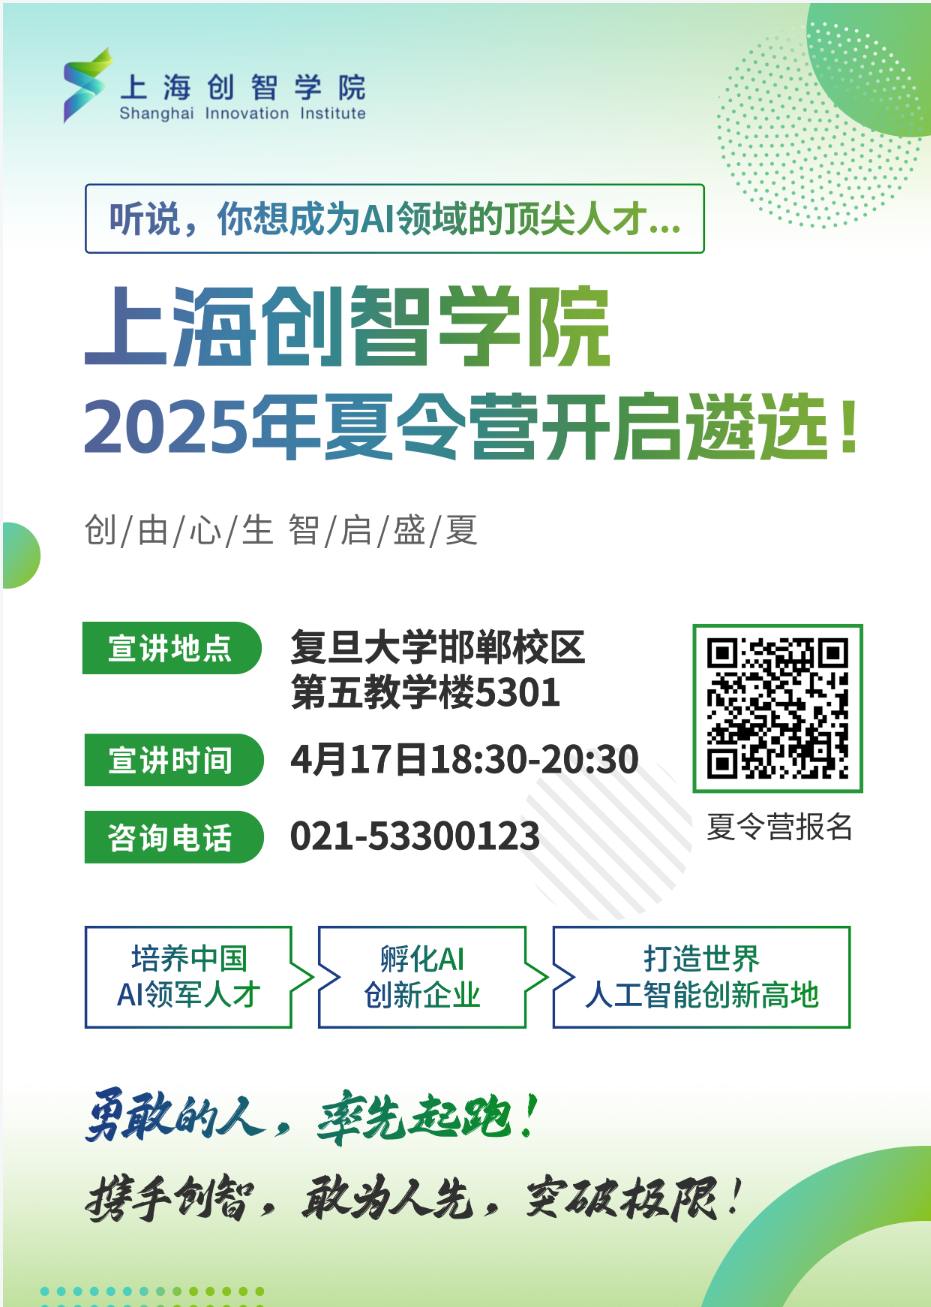 上海创智学院
Shanghai Innovation Institute
听说，你想成为AI领域的顶尖人才...
上海创智学院
2025年夏令营开启遴选！
创/由/心/生 智/启/盛/夏
宣讲地点
复旦大学邯郸校区
第五教学楼5301
宣讲时间
4月17日18:30-20:30
咨询电话
021-53300123
夏令营报名
培养中国
AI领军人才
孵化AI
创新企业
打造世界
人工智能创新高地
勇敢的人，率先起跑！
携手创智，敢为人先，突破极限！